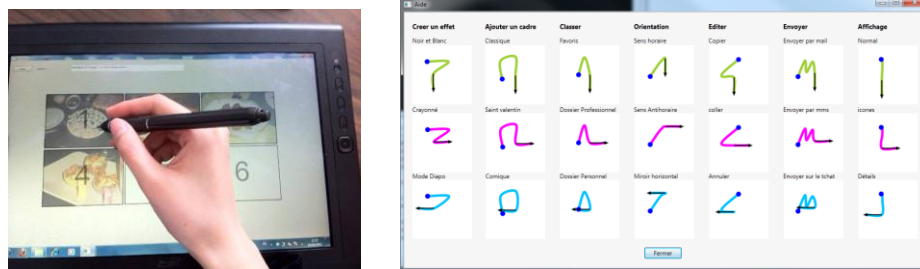 1
4
6
Aide
Creer un effet Ajouter un cadre Classer Orientation Editer Envoyer Affichage
Noir et Blanc Classique Favoris Sens horaire Copier Envoyer par mail Normal
Crayonné Saint valentin Dossier Professionnel Sens Antihoraire coller Envoyer par mms icones
Mode Diapo Comique Dossier Personnel Miroir horizontal Annuler Envoyer sur le tchat Détails
Fermer